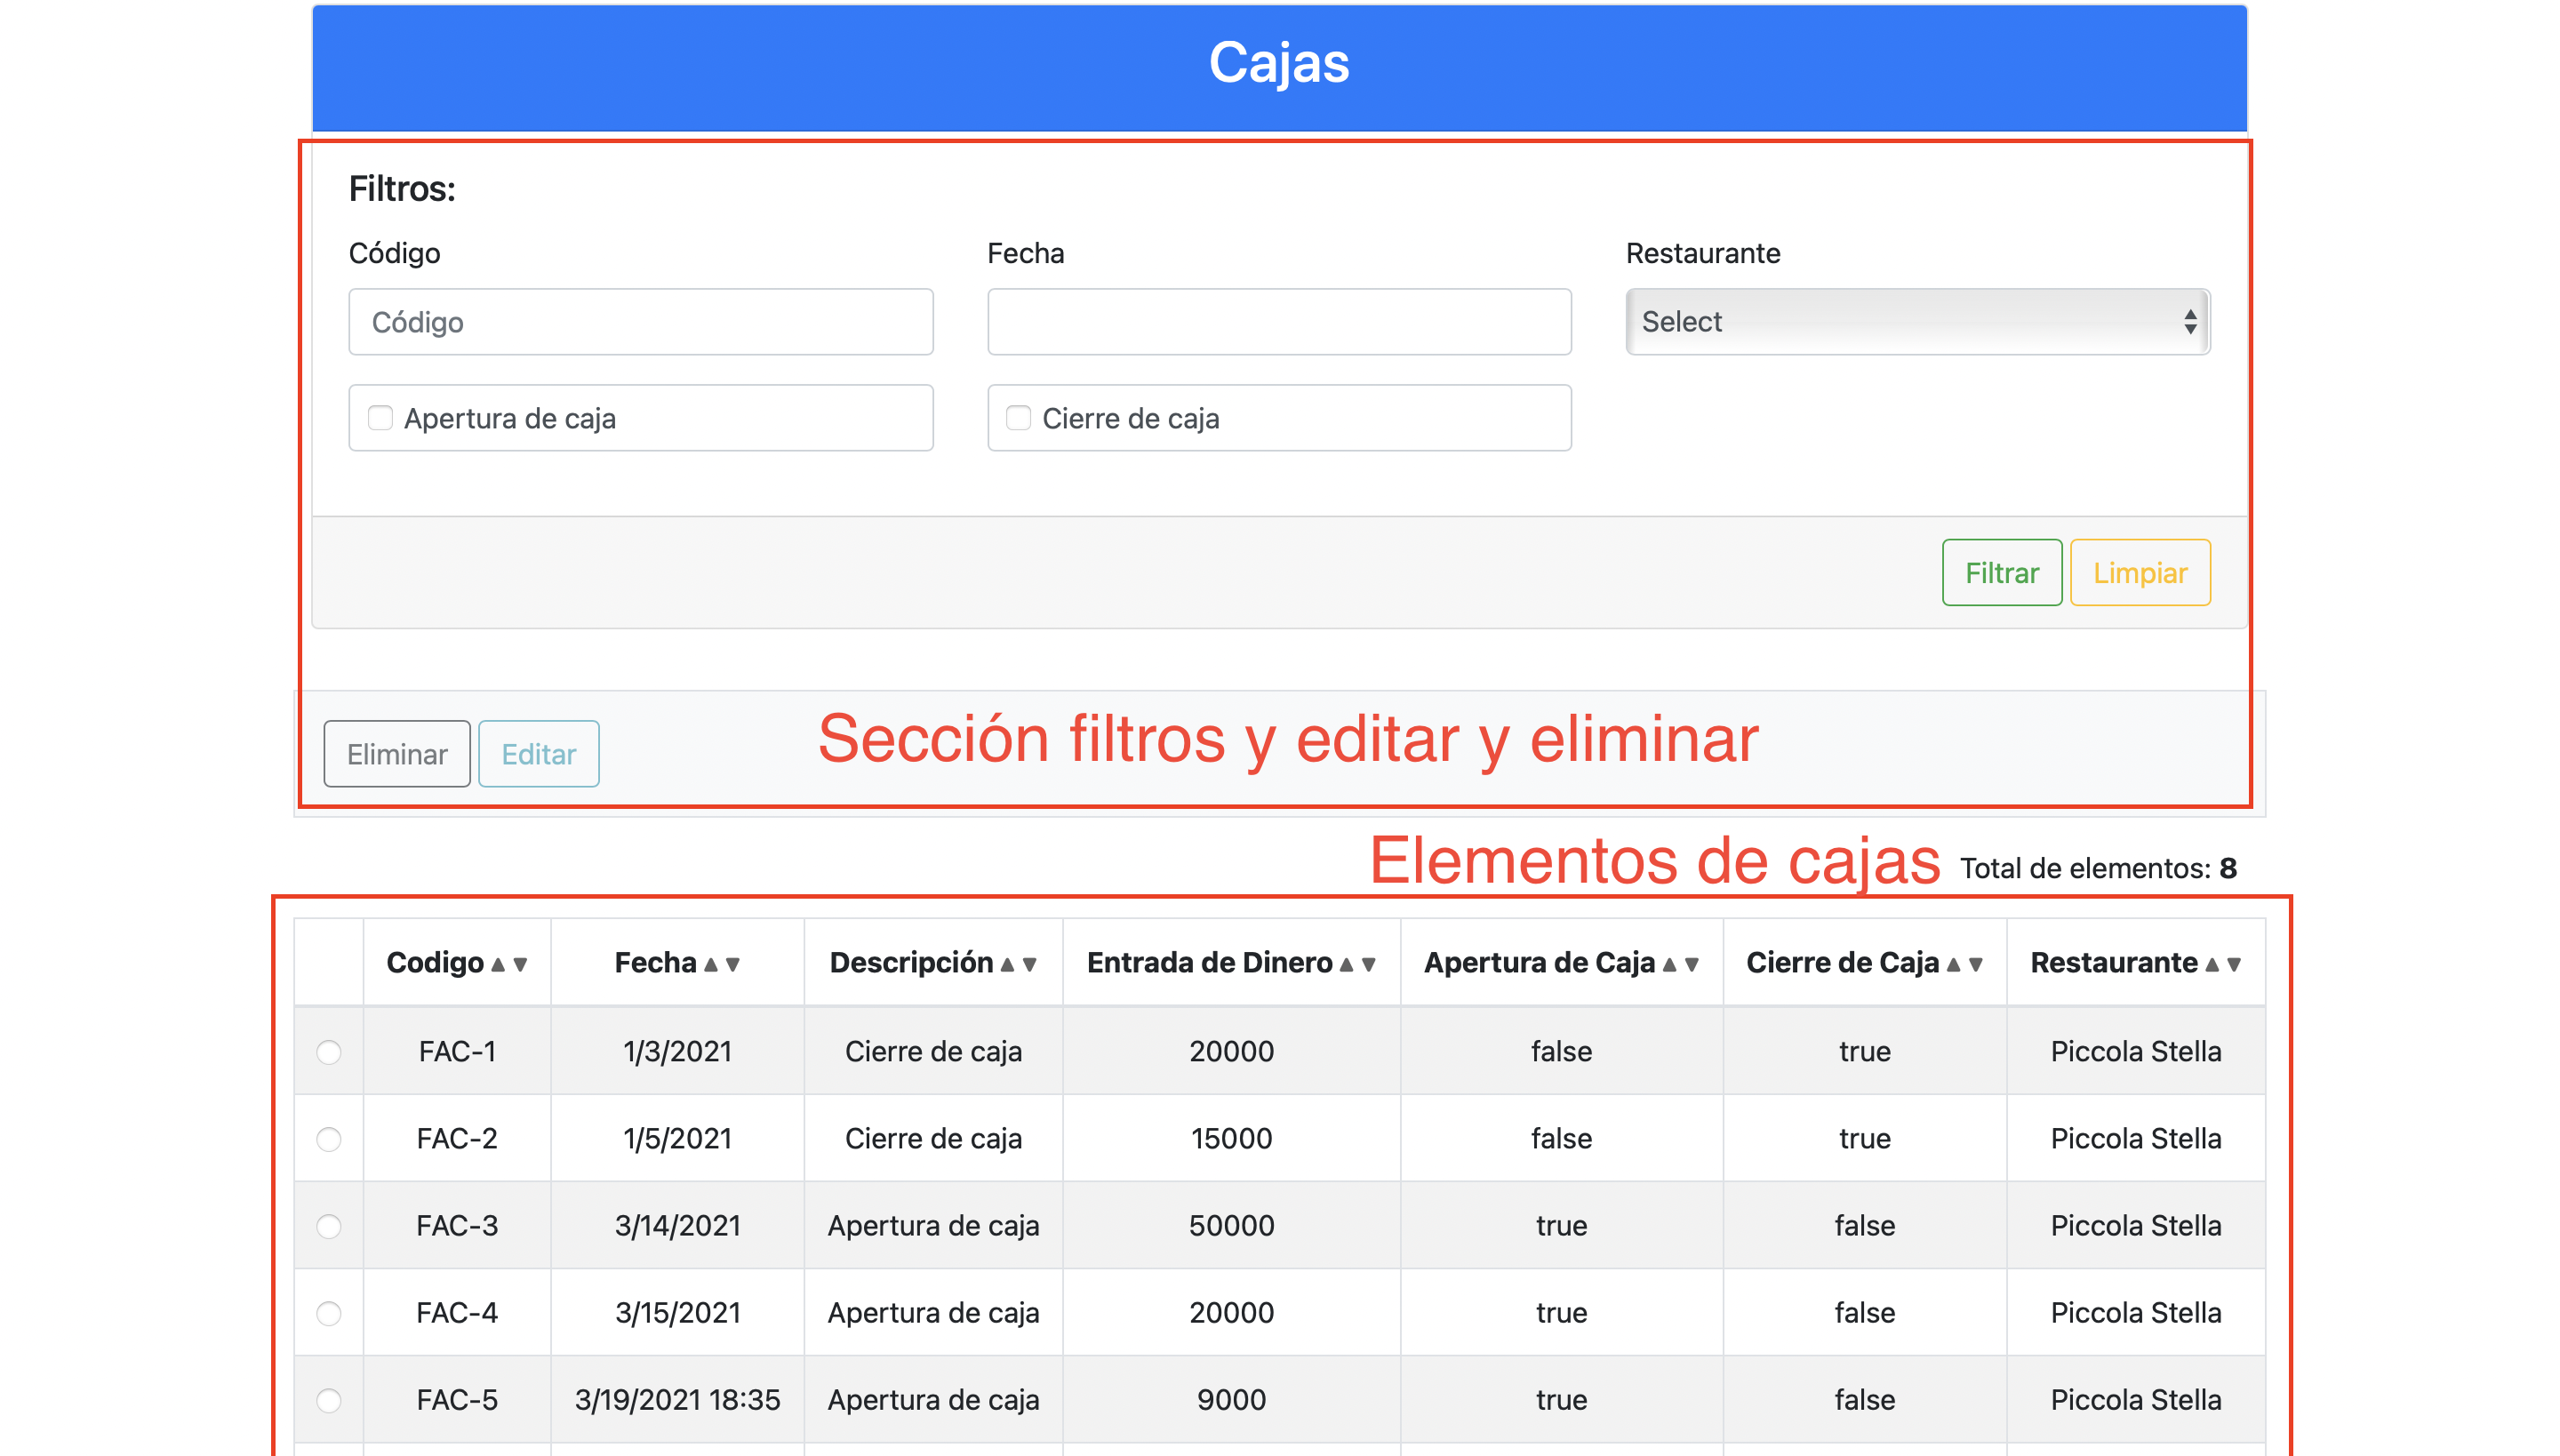 Cajas
Filtros:
Código Fecha Restaurante
Código Select
Apertura de caja Cierre de caja
Filtrar Limpiar
Eliminar Editar Sección filtros y editar y eliminar
Elementos de cajas Total de elementos: 8
Codigo Fecha Descripción Entrada de Dinero Apertura de Caja Cierre de Caja Restaurante
FAC-1 1/3/2021 Cierre de caja 20000 false true Piccola Stella
FAC-2 1/5/2021 Cierre de caja 15000 false true Piccola Stella
FAC-3 3/14/2021 Apertura de caja 50000 true false Piccola Stella
FAC-4 3/15/2021 Apertura de caja 20000 true false Piccola Stella
FAC-5 3/19/2021 18:35 Apertura de caja 9000 true false Piccola Stella